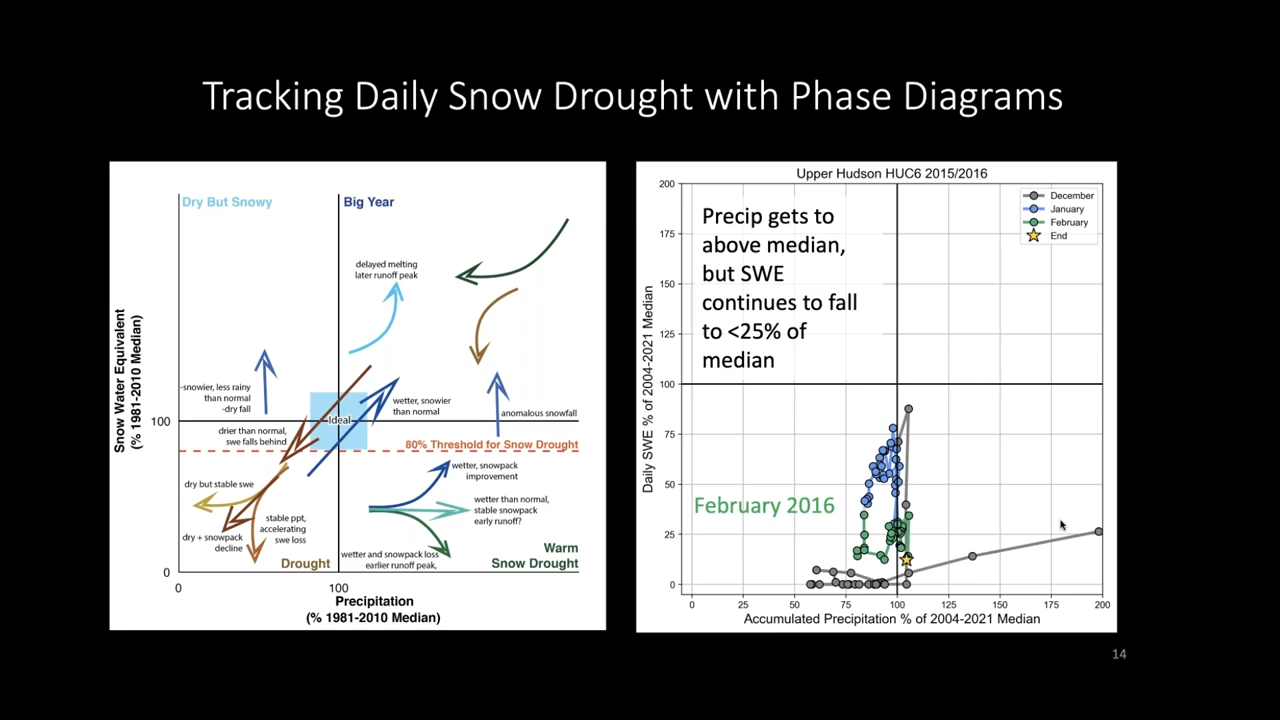 Tracking Daily Snow Drought with Phase Diagrams
Dry But Snowy
Big Year
delayed melting
later runoff peak
-snowier, less rainy
than normal
-dry fall
wetter, snowier
than normal
anomalous snowfall
Ideal
drier than normal,
swe falls behind
80% Threshold for Snow Drought
wetter, snowpack
improvement
dry but stable swe
wetter than normal,
stable snowpack
early runoff?
stable ppt,
accelerating
swe loss
dry + snowpack
decline
wetter and snowpack loss
earlier runoff peak,
Drought
Warm
Snow Drought
100
0
0
100
Snow Water Equivalent
(% 1981-2010 Median)
Precipitation
(% 1981-2010 Median)
Upper Hudson HUC6 2015/2016
December
January
February
End
Precip gets to
above median,
but SWE
continues to fall
to <25% of
median
February 2016
200
175
150
125
100
75
50
25
0
0 25 50 75 100 125 150 175 200
Daily SWE % of 2004-2021 Median
Accumulated Precipitation % of 2004-2021 Median
14